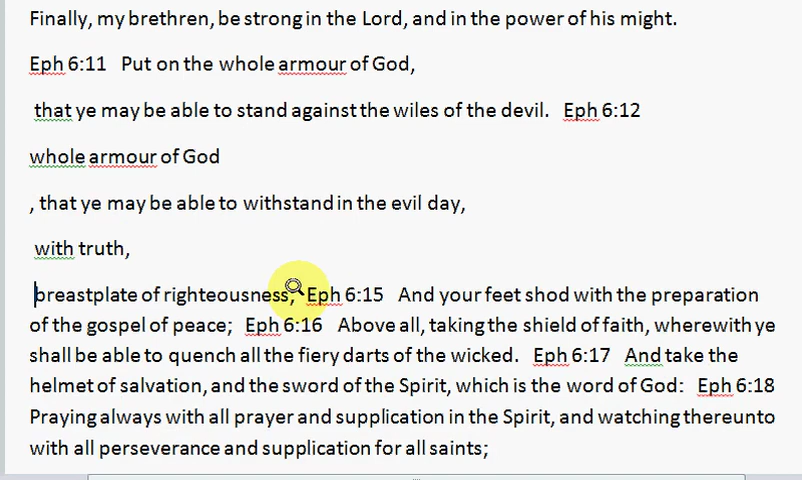 Finally, my brethren, be strong in the Lord, and in the power of his might.
Eph 6:11 Put on the whole armour of God,
that ye may be able to stand against the wiles of the devil. Eph 6:12
whole armour of God
, that ye may be able to withstand in the evil day,
with truth,
breastplate of righteousness; Eph 6:15 And your feet shod with the preparation
of the gospel of peace; Eph 6:16 Above all, taking the shield of faith, wherewith ye
shall be able to quench all the fiery darts of the wicked. Eph 6:17 And take the
helmet of salvation, and the sword of the Spirit, which is the word of God: Eph 6:18
Praying always with all prayer and supplication in the Spirit, and watching thereunto
with all perseverance and supplication for all saints;